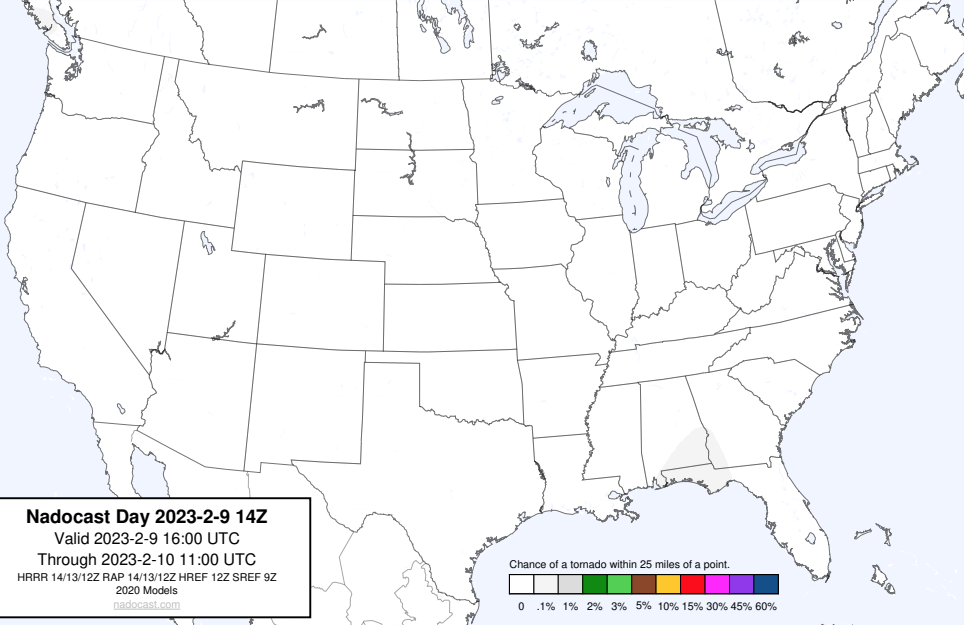 Nadocast Day 2023-2-9 14Z
Valid 2023-2-9 16:00 UTC
Through 2023-2-10 11:00 UTC
HRRR 14/13/12Z RAP 14/13/12Z HREF 12Z SREF 9Z
2020 Models
nadocast.com
Chance of a tornado within 25 miles of a point.
0 .1% 1% 2% 3% 5% 10% 15% 30% 45% 60%